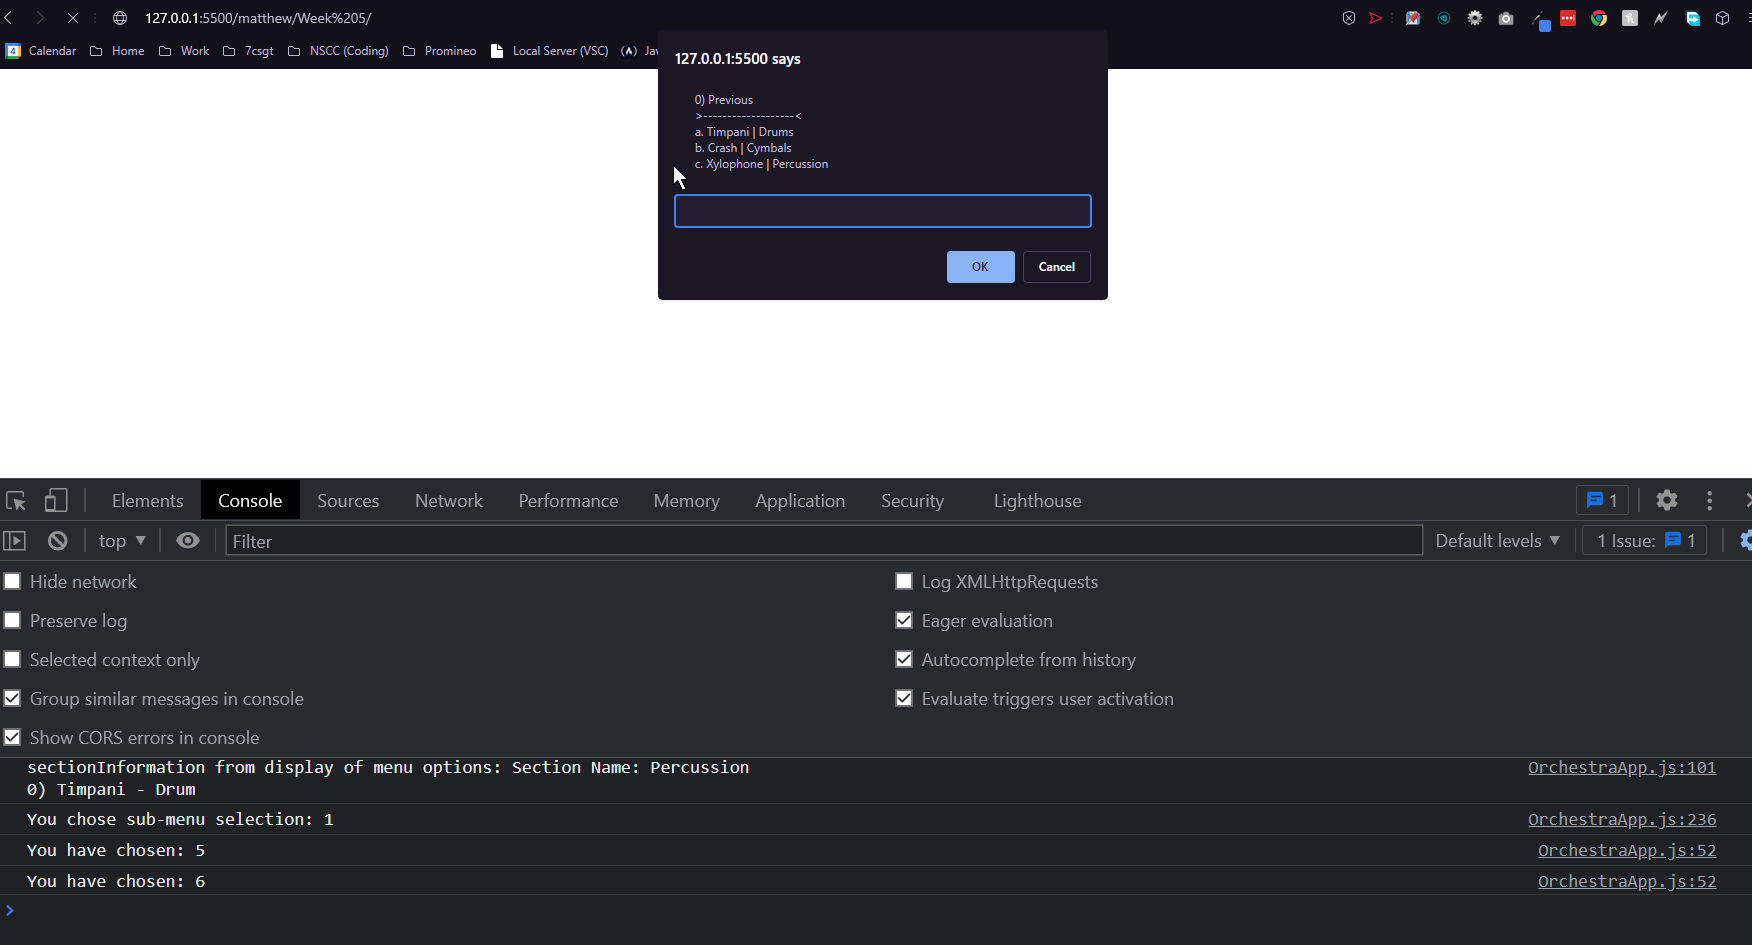 127.0.0.1:5500/matthew/Week%205/
4 Calendar Home Work 7csgt NSCC (Coding) Promineo Local Server (VSC)
127.0.0.1:5500 says
0) Previous
>-------------------<
a. Timpani | Drums
b. Crash | Cymbals
c. Xylophone | Percussion
OK Cancel
Elements Console Sources Network Performance Memory Application Security Lighthouse 1
top Filter Default levels 1 Issue: 1
Hide network Log XMLHttpRequests
Preserve log Eager evaluation
Selected context only Autocomplete from history
Group similar messages in console Evaluate triggers user activation
Show CORS errors in console
sectionInformation from display of menu options: Section Name: Percussion OrchestraApp.js:101
0) Timpani - Drum
You chose sub-menu selection: 1 OrchestraApp.js:236
You have chosen: 5 OrchestraApp.js:52
You have chosen: 6 OrchestraApp.js:52
>